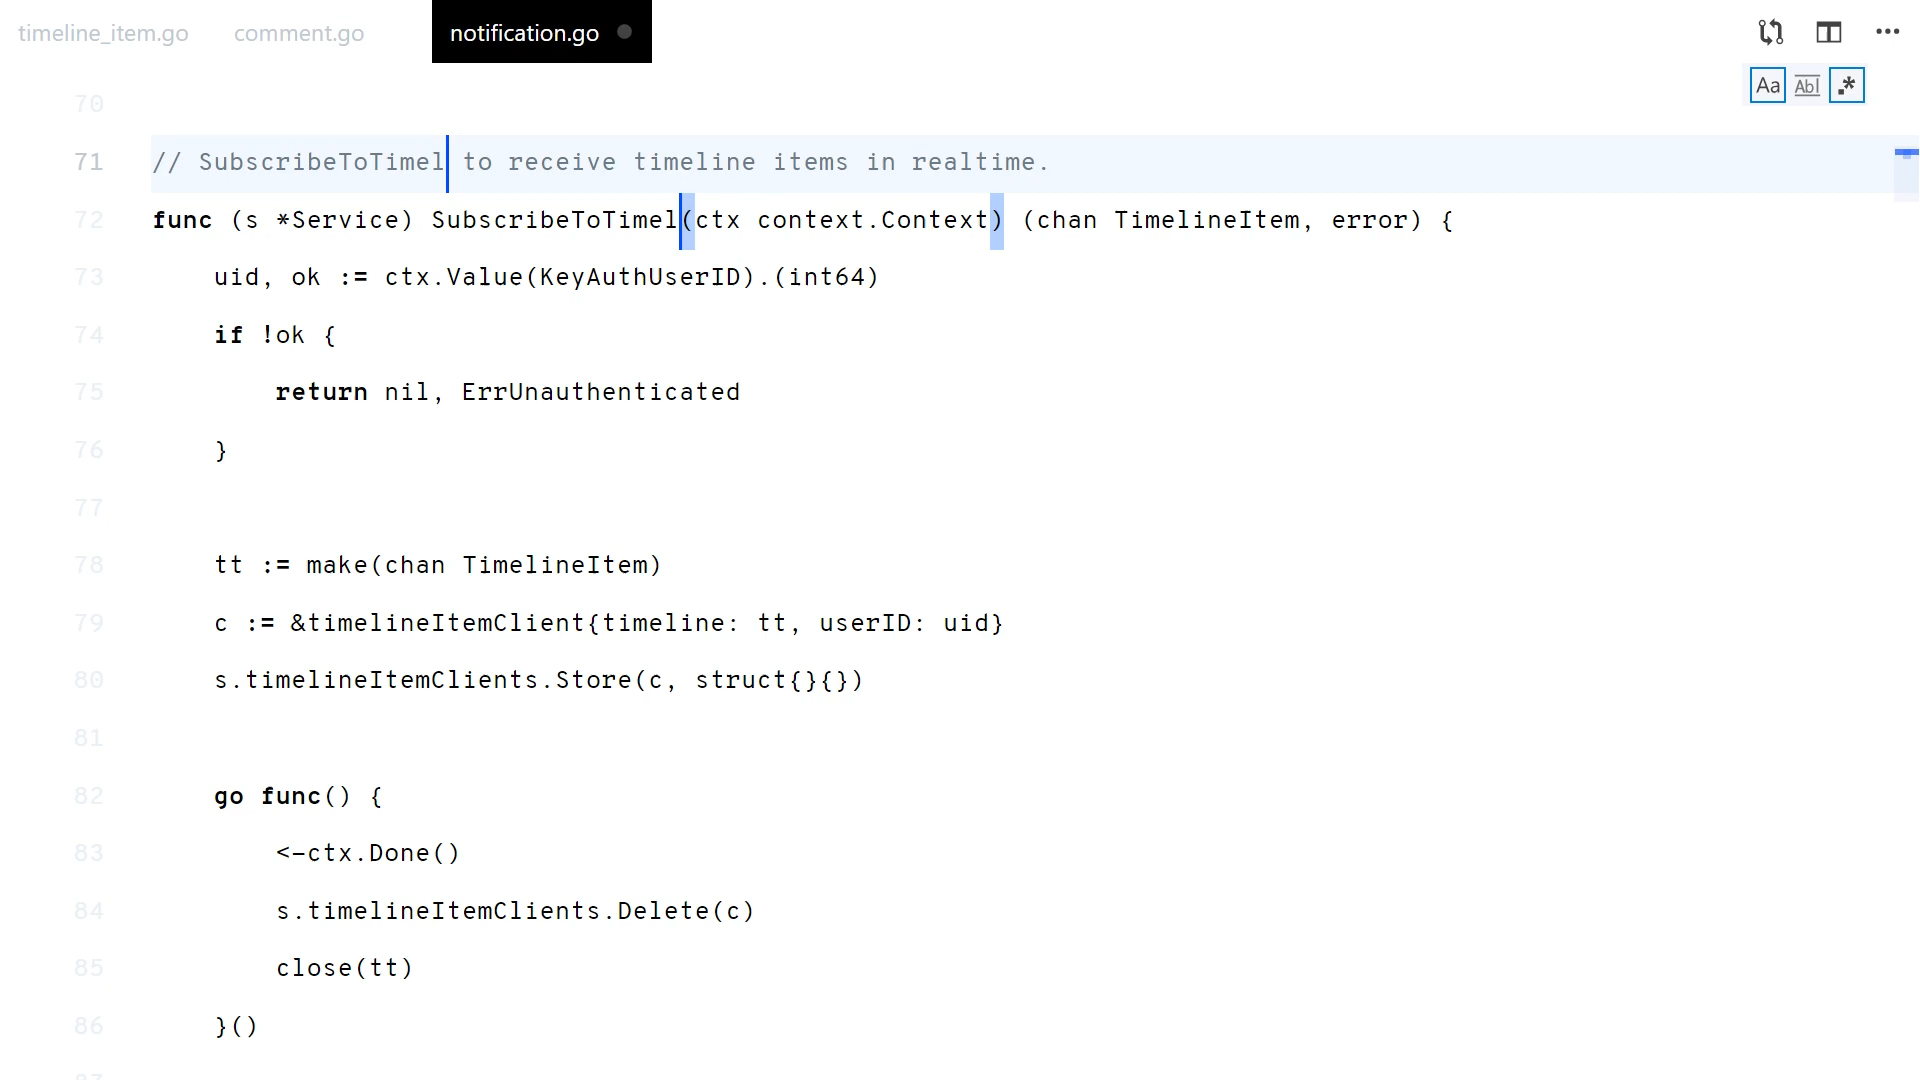 timeline_item.go comment.go notification.go
Aa Abl .*
70
71 // SubscribeToTimel to receive timeline items in realtime.
72 func (s *Service) SubscribeToTimel(ctx context.Context) (chan TimelineItem, error) {
73 uid, ok := ctx.Value(KeyAuthUserID).(int64)
74 if !ok {
75 return nil, ErrUnauthenticated
76 }
77
78 tt := make(chan TimelineItem)
79 c := &timelineItemClient{timeline: tt, userID: uid}
80 s.timelineItemClients.Store(c, struct{}{})
81
82 go func() {
83 <-ctx.Done()
84 s.timelineItemClients.Delete(c)
85 close(tt)
86 }()